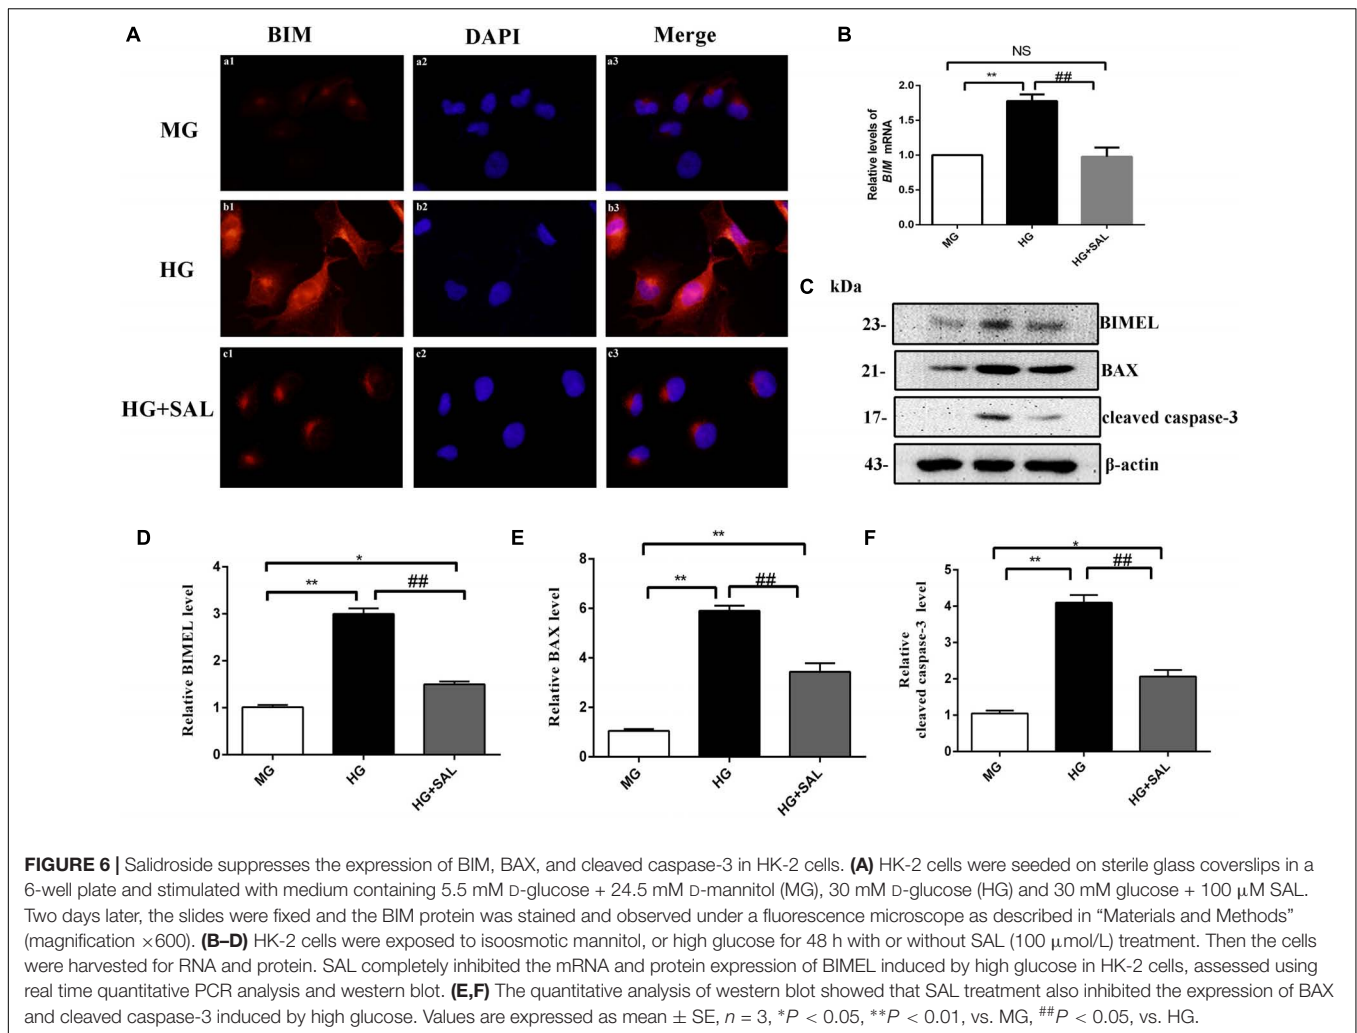 A
BIM
DAPI
Merge
MG
a1
a2
a3
HG
b1
b2
b3
HG+SAL
c1
c2
c3
B
NS
**
##
Relative levels of
BIM mRNA
2.0
1.5
1.0
0.5
0.0
MG
HG
HG+SAL
C
kDa
23-
BIMEL
21-
BAX
17-
cleaved caspase-3
43-
β-actin
D
*
**
##
Relative BIMEL level
4
3
2
1
0
MG
HG
HG+SAL
E
**
**
##
Relative BAX level
8
6
4
2
0
MG
HG
HG+SAL
F
*
**
##
Relative
cleaved caspase-3 level
5
4
3
2
1
0
MG
HG
HG+SAL
FIGURE 6 | Salidroside suppresses the expression of BIM, BAX, and cleaved caspase-3 in HK-2 cells. (A) HK-2 cells were seeded on sterile glass coverslips in a
6-well plate and stimulated with medium containing 5.5 mM D-glucose + 24.5 mM D-mannitol (MG), 30 mM D-glucose (HG) and 30 mM glucose + 100 μM SAL.
Two days later, the slides were fixed and the BIM protein was stained and observed under a fluorescence microscope as described in “Materials and Methods”
(magnification ×600). (B–D) HK-2 cells were exposed to isoosmotic mannitol, or high glucose for 48 h with or without SAL (100 μmol/L) treatment. Then the cells
were harvested for RNA and protein. SAL completely inhibited the mRNA and protein expression of BIMEL induced by high glucose in HK-2 cells, assessed using
real time quantitative PCR analysis and western blot. (E,F) The quantitative analysis of western blot showed that SAL treatment also inhibited the expression of BAX
and cleaved caspase-3 induced by high glucose. Values are expressed as mean ± SE, n = 3, *P < 0.05, **P < 0.01, vs. MG, ##P < 0.05, vs. HG.